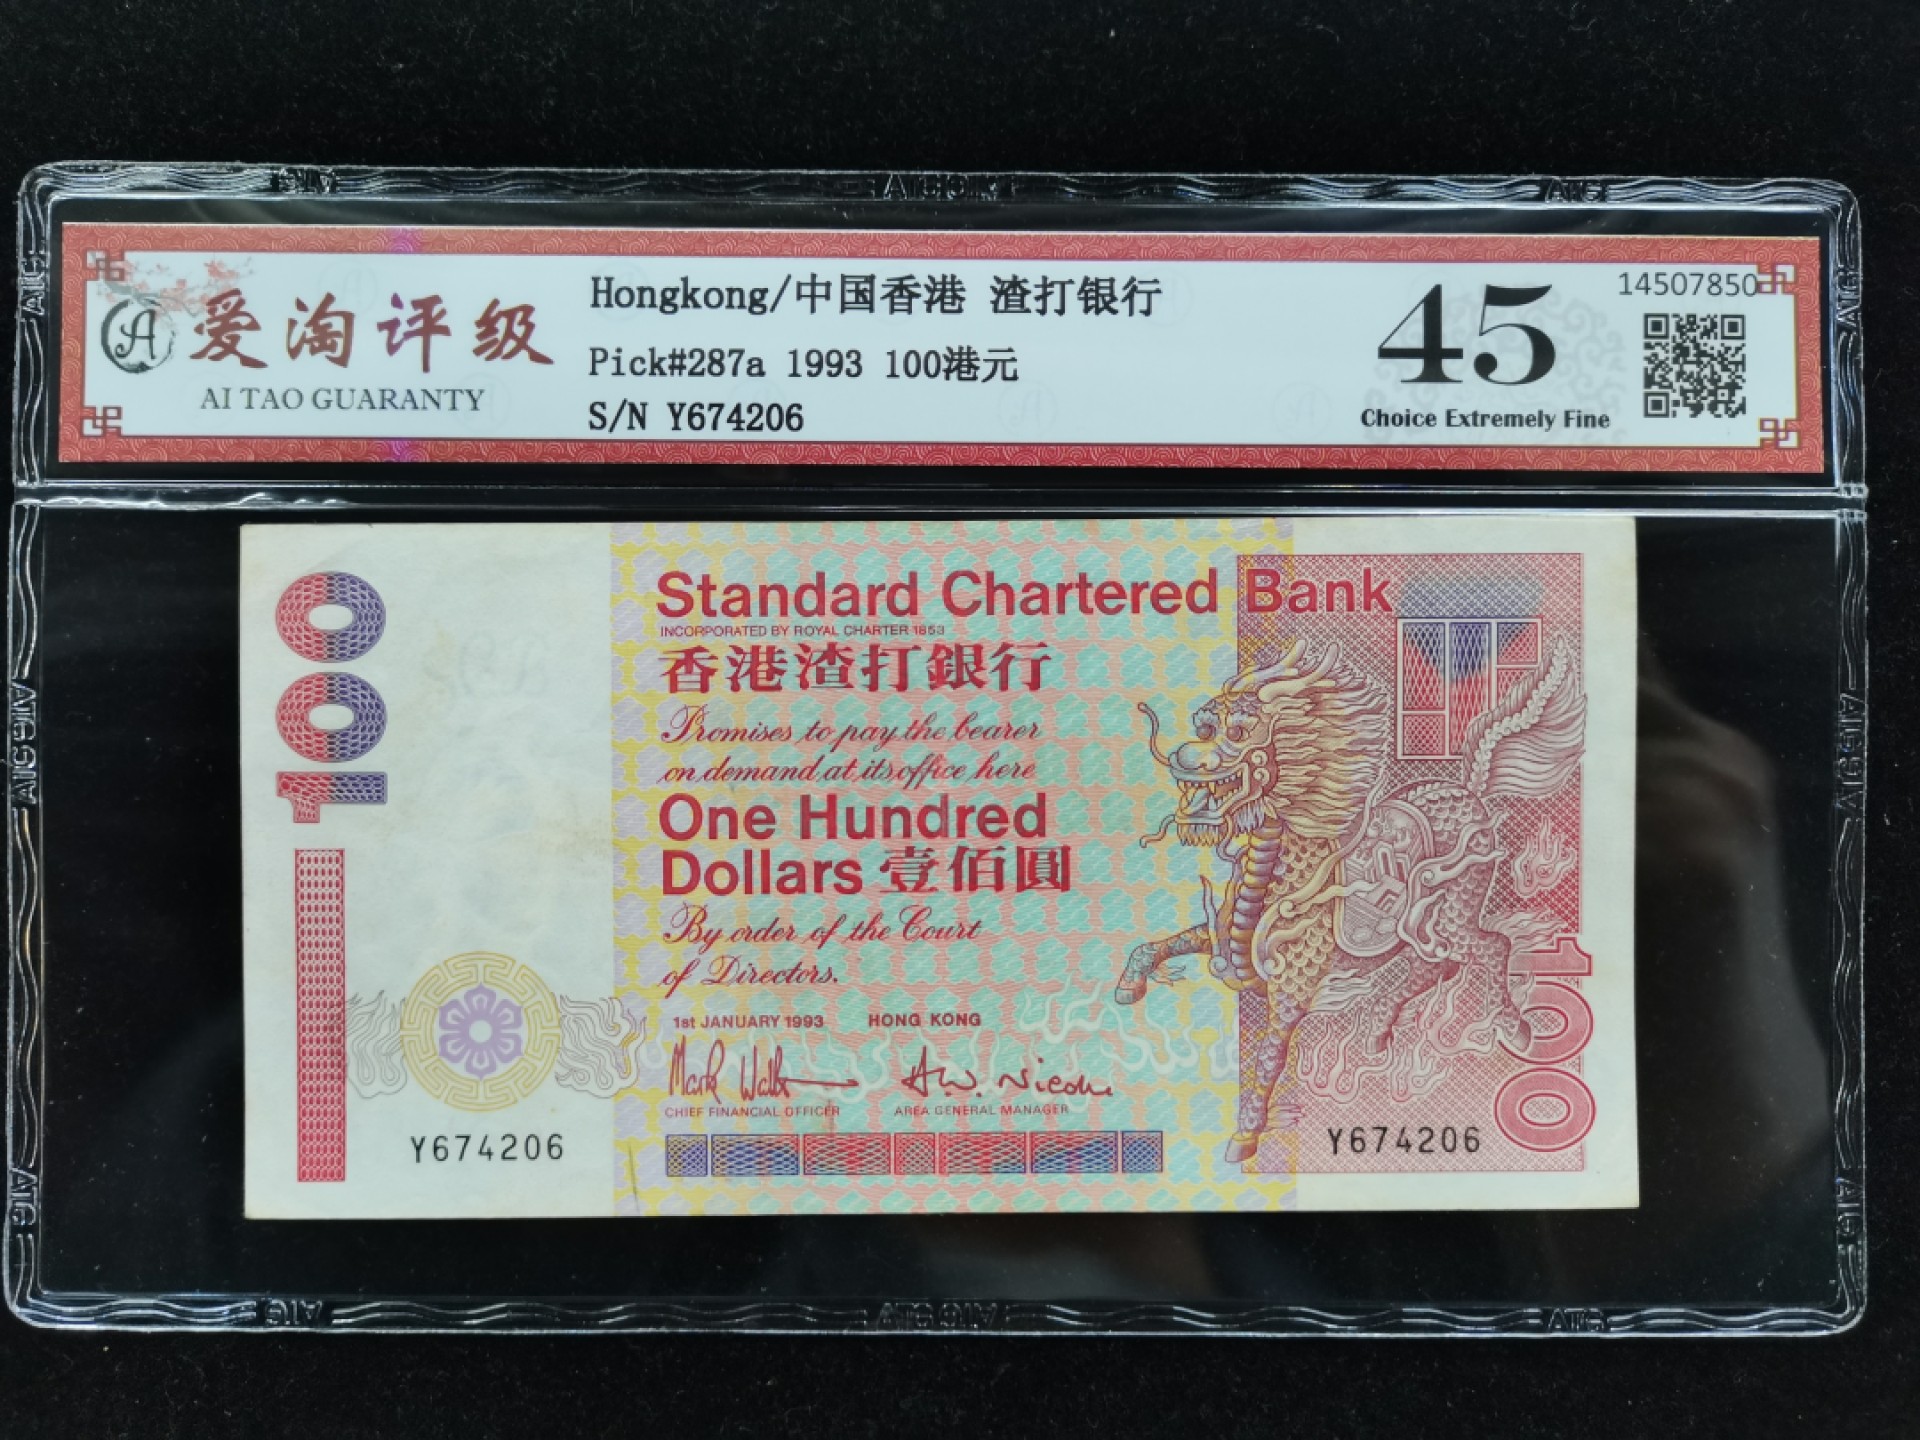 爱淘评级
AI TAO GUARANTY
Hongkong/中国香港 渣打银行
Pick#287a 1993 100港元
S/N Y674206
45
Choice Extremely Fine
14507850
100
Standard Chartered Bank
INCORPORATED BY ROYAL CHARTER 1853
香港渣打銀行
Promises to pay the bearer
on demand at its office here
One Hundred
Dollars 壹佰圓
By order of the Court
of Directors.
1st JANUARY 1993 HONG KONG
CHIEF FINANCIAL OFFICER AREA GENERAL MANAGER
Y674206
Y674206
100